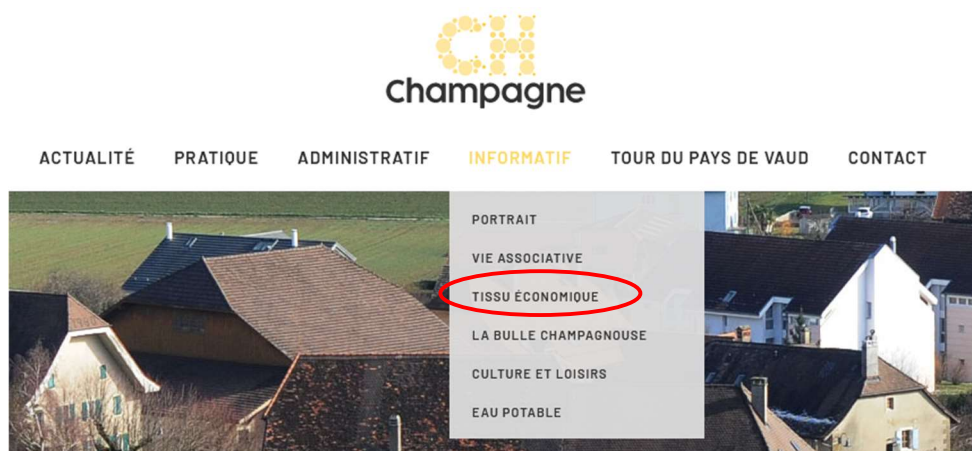 CH
Champagne
ACTUALITÉ PRATIQUE ADMINISTRATIF INFORMATIF TOUR DU PAYS DE VAUD CONTACT
PORTRAIT
VIE ASSOCIATIVE
TISSU ÉCONOMIQUE
LA BULLE CHAMPAGNOUSE
CULTURE ET LOISIRS
EAU POTABLE